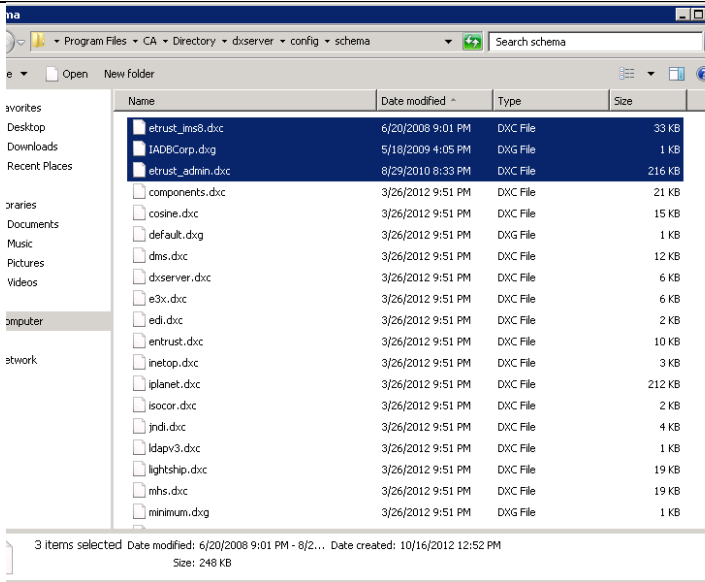 ma
Program Files CA Directory dxserver config schema Search schema
e Open New folder
avorites
Desktop
Downloads
Recent Places
braries
Documents
Music
Pictures
Videos
omputer
etwork
Name Date modified Type Size
etrust_ims8.dxc 6/20/2008 9:01 PM DXC File 33 KB
IADBCorp.dxg 5/18/2009 4:05 PM DXG File 1 KB
etrust_admin.dxc 8/29/2010 8:33 PM DXC File 216 KB
components.dxc 3/26/2012 9:51 PM DXC File 21 KB
cosine.dxc 3/26/2012 9:51 PM DXC File 15 KB
default.dxg 3/26/2012 9:51 PM DXG File 1 KB
dms.dxc 3/26/2012 9:51 PM DXC File 12 KB
dxserver.dxc 3/26/2012 9:51 PM DXC File 6 KB
e3x.dxc 3/26/2012 9:51 PM DXC File 6 KB
edi.dxc 3/26/2012 9:51 PM DXC File 2 KB
entrust.dxc 3/26/2012 9:51 PM DXC File 10 KB
inetop.dxc 3/26/2012 9:51 PM DXC File 3 KB
iplanet.dxc 3/26/2012 9:51 PM DXC File 212 KB
isocor.dxc 3/26/2012 9:51 PM DXC File 2 KB
jndi.dxc 3/26/2012 9:51 PM DXC File 4 KB
ldapv3.dxc 3/26/2012 9:51 PM DXC File 1 KB
lightship.dxc 3/26/2012 9:51 PM DXC File 19 KB
mhs.dxc 3/26/2012 9:51 PM DXC File 19 KB
minimum.dxg 3/26/2012 9:51 PM DXG File 1 KB
3 items selected Date modified: 6/20/2008 9:01 PM - 8/2... Date created: 10/16/2012 12:52 PM
Size: 248 KB